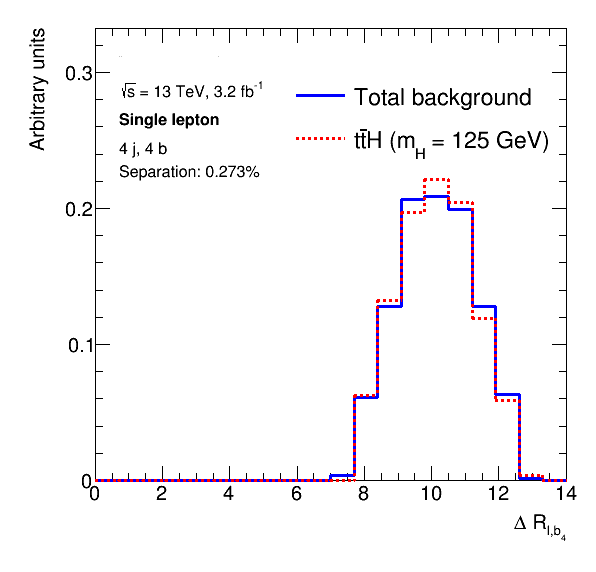 Arbitrary units
√s = 13 TeV, 3.2 fb⁻¹
Single lepton
4 j, 4 b
Separation: 0.273%
Total background
tt̄H (m_H = 125 GeV)
0.3
0.2
0.1
0
0 2 4 6 8 10 12 14
Δ R_l,b₄